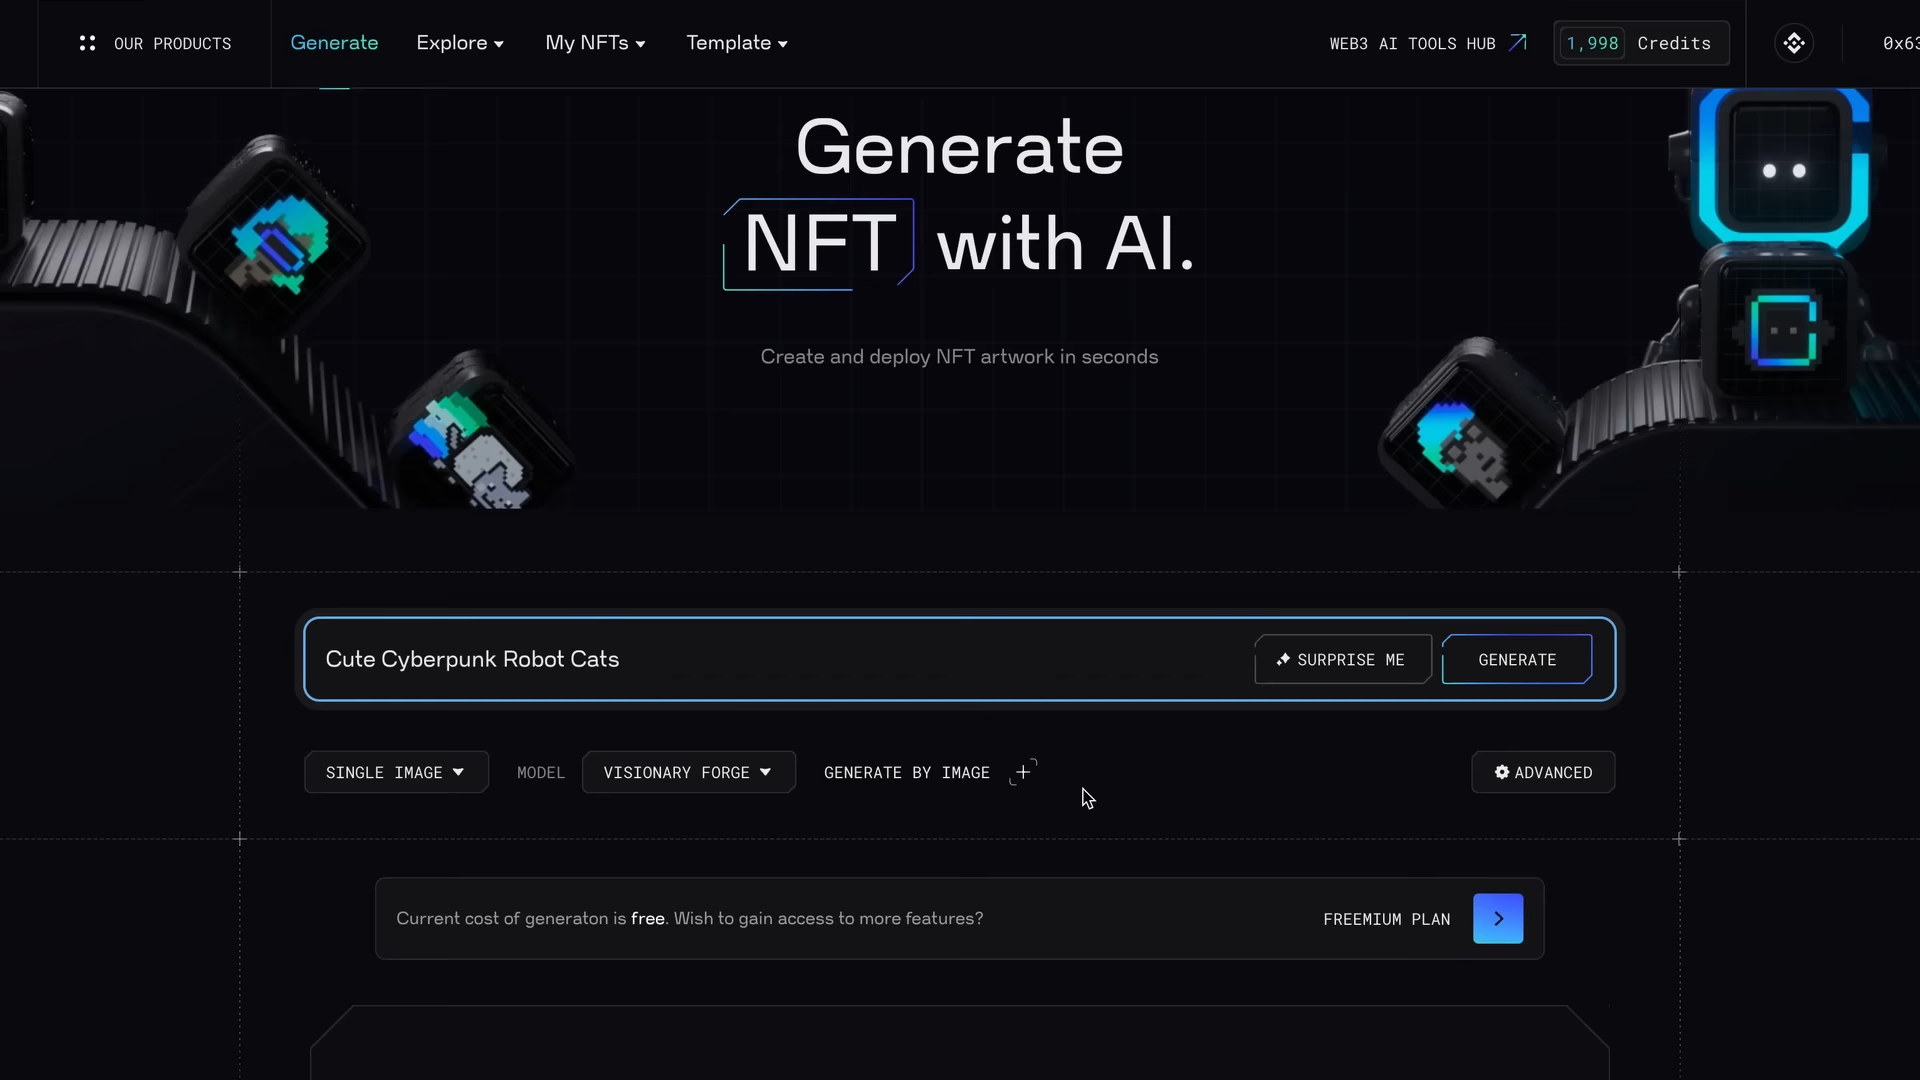 OUR PRODUCTS
Generate
Explore
My NFTs
Template
WEB3 AI TOOLS HUB
1,998 Credits
0x63
Generate
NFT with AI.
Create and deploy NFT artwork in seconds
Cute Cyberpunk Robot Cats
SURPRISE ME
GENERATE
SINGLE IMAGE
MODEL
VISIONARY FORGE
GENERATE BY IMAGE
ADVANCED
Current cost of generaton is free. Wish to gain access to more features?
FREEMIUM PLAN